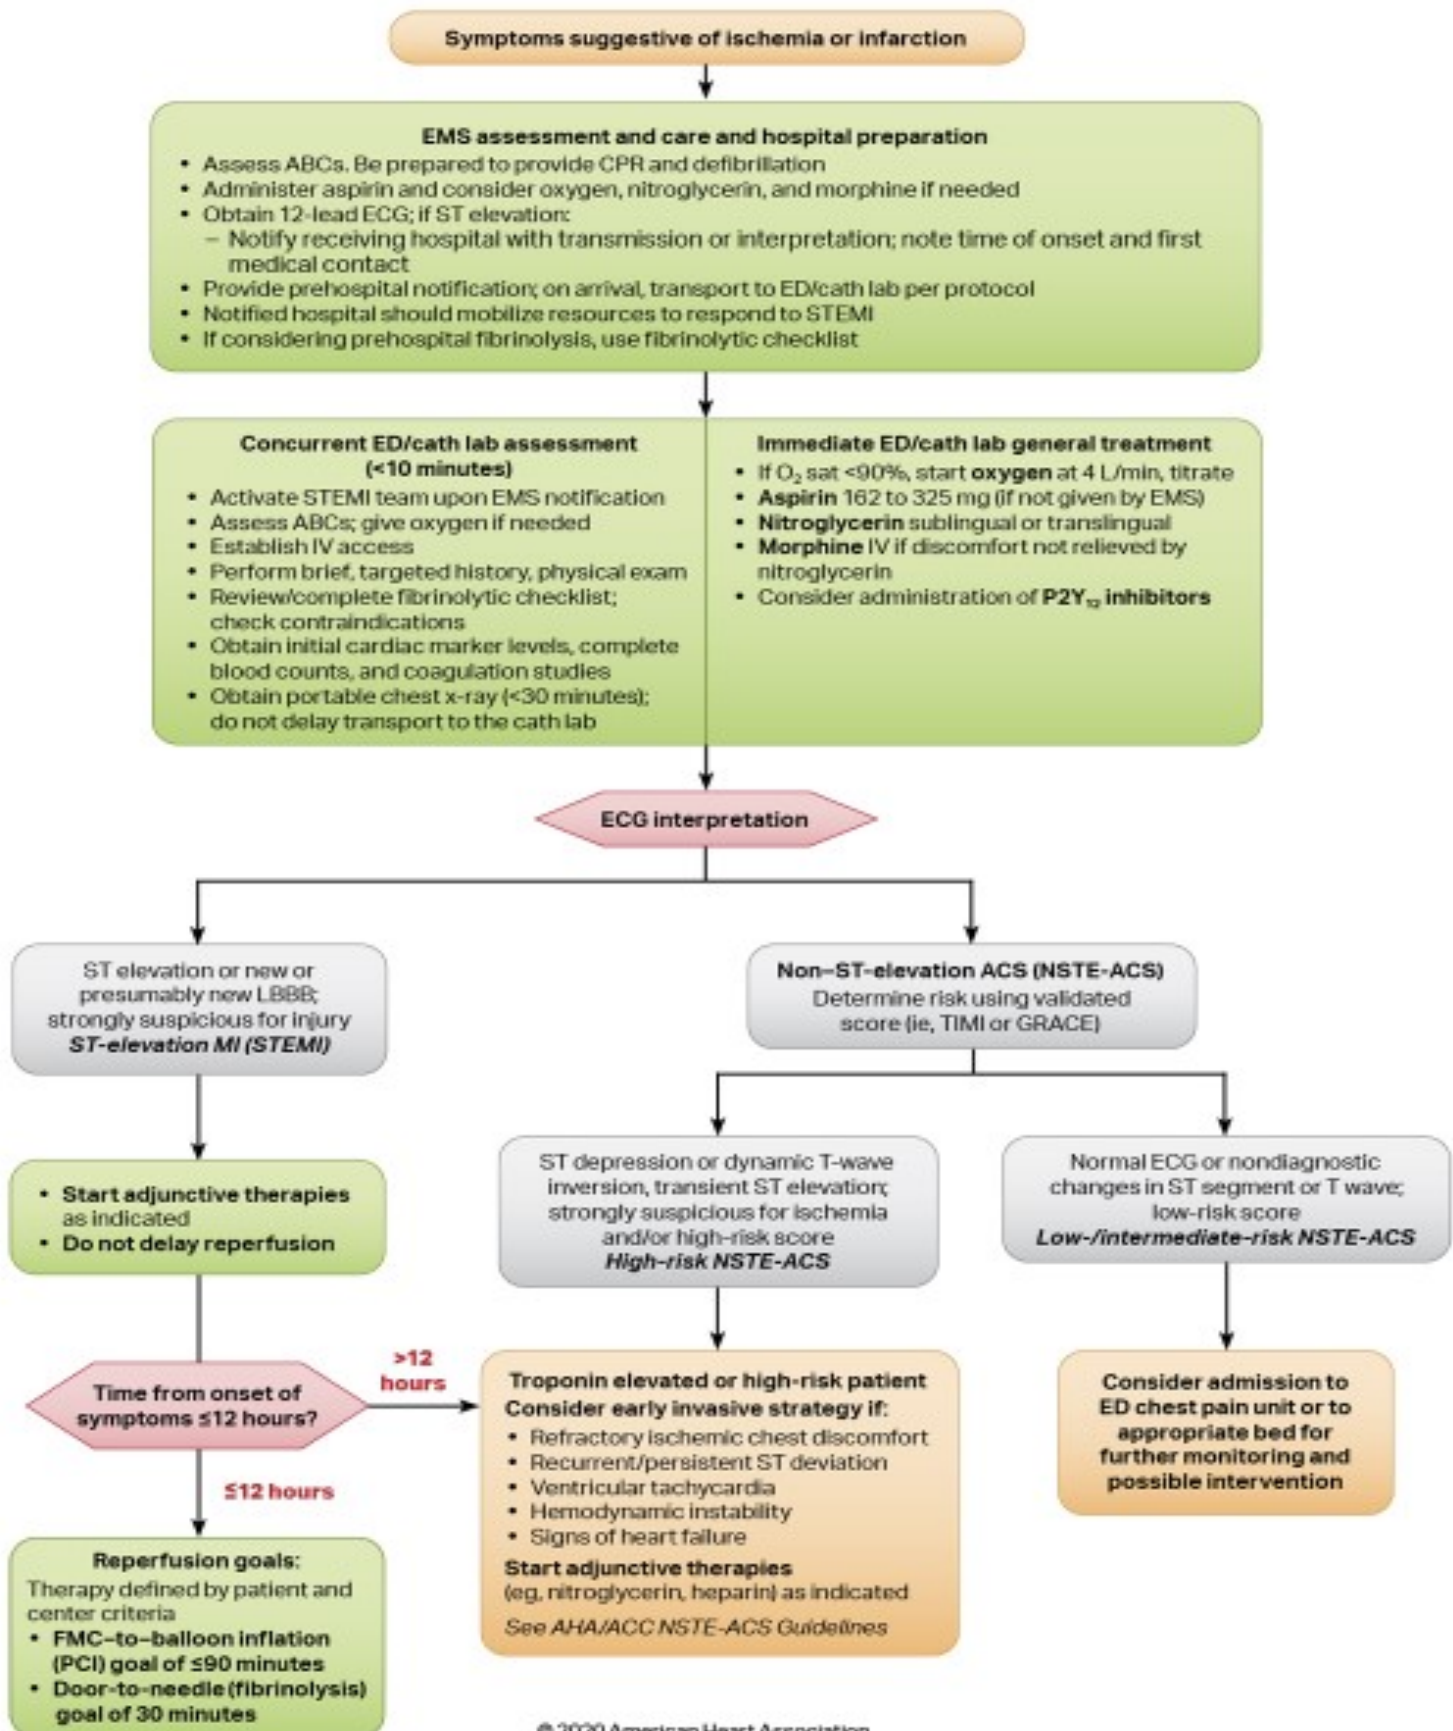 Symptoms suggestive of ischemia or infarction
EMS assessment and care and hospital preparation
• Assess ABCs. Be prepared to provide CPR and defibrillation
• Administer aspirin and consider oxygen, nitroglycerin, and morphine if needed
• Obtain 12-lead ECG; if ST elevation:
– Notify receiving hospital with transmission or interpretation; note time of onset and first
medical contact
• Provide prehospital notification; on arrival, transport to ED/cath lab per protocol
• Notified hospital should mobilize resources to respond to STEMI
• If considering prehospital fibrinolysis, use fibrinolytic checklist
Concurrent ED/cath lab assessment
(<10 minutes)
• Activate STEMI team upon EMS notification
• Assess ABCs; give oxygen if needed
• Establish IV access
• Perform brief, targeted history, physical exam
• Review/complete fibrinolytic checklist;
check contraindications
• Obtain initial cardiac marker levels, complete
blood counts, and coagulation studies
• Obtain portable chest x-ray (<30 minutes);
do not delay transport to the cath lab
Immediate ED/cath lab general treatment
• If O₂ sat <90%, start oxygen at 4 L/min, titrate
• Aspirin 162 to 325 mg (if not given by EMS)
• Nitroglycerin sublingual or translingual
• Morphine IV if discomfort not relieved by
nitroglycerin
• Consider administration of P2Y₁₂ inhibitors
ECG interpretation
ST elevation or new or
presumably new LBBB;
strongly suspicious for injury
ST-elevation MI (STEMI)
• Start adjunctive therapies
as indicated
• Do not delay reperfusion
Time from onset of
symptoms ≤12 hours?
>12
hours
≤12 hours
Reperfusion goals:
Therapy defined by patient and
center criteria
• FMC-to-balloon inflation
(PCI) goal of ≤90 minutes
• Door-to-needle (fibrinolysis)
goal of 30 minutes
Non–ST-elevation ACS (NSTE-ACS)
Determine risk using validated
score (ie, TIMI or GRACE)
ST depression or dynamic T-wave
inversion, transient ST elevation;
strongly suspicious for ischemia
and/or high-risk score
High-risk NSTE-ACS
Troponin elevated or high-risk patient
Consider early invasive strategy if:
• Refractory ischemic chest discomfort
• Recurrent/persistent ST deviation
• Ventricular tachycardia
• Hemodynamic instability
• Signs of heart failure
Start adjunctive therapies
(eg, nitroglycerin, heparin) as indicated
See AHA/ACC NSTE-ACS Guidelines
Normal ECG or nondiagnostic
changes in ST segment or T wave;
low-risk score
Low-/intermediate-risk NSTE-ACS
Consider admission to
ED chest pain unit or to
appropriate bed for
further monitoring and
possible intervention
© 2020 American Heart Association